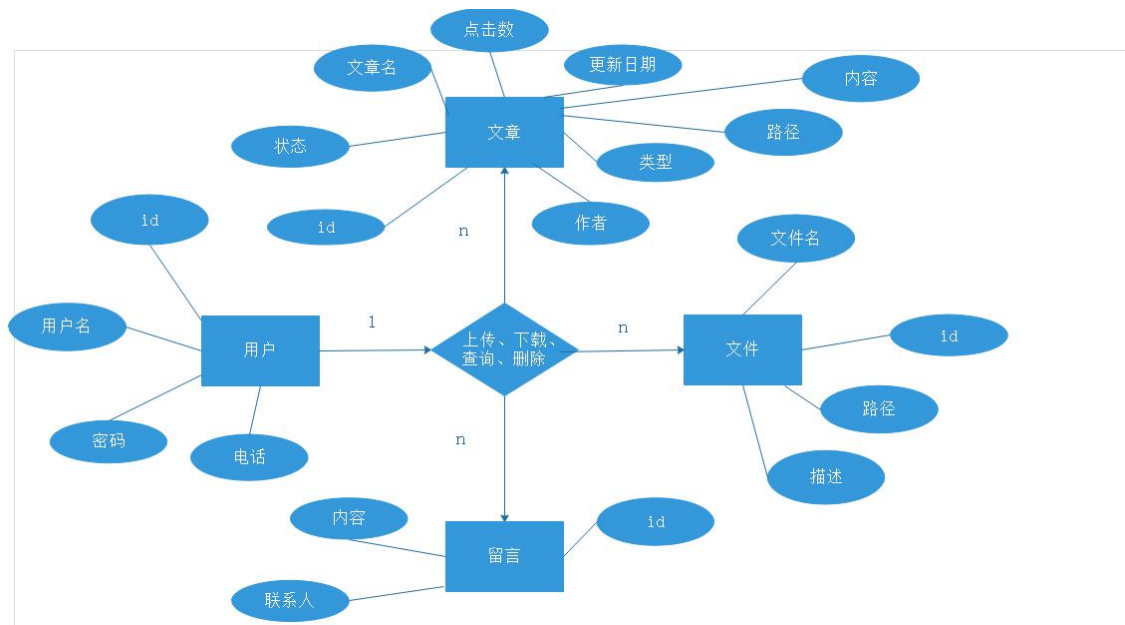 点击数
文章名
更新日期
内容
文章
路径
状态
类型
id
id
作者
n
文件名
用户名
1
用户
上传、下载、
查询、删除
n
文件
id
路径
密码
电话
n
描述
内容
id
留言
联系人